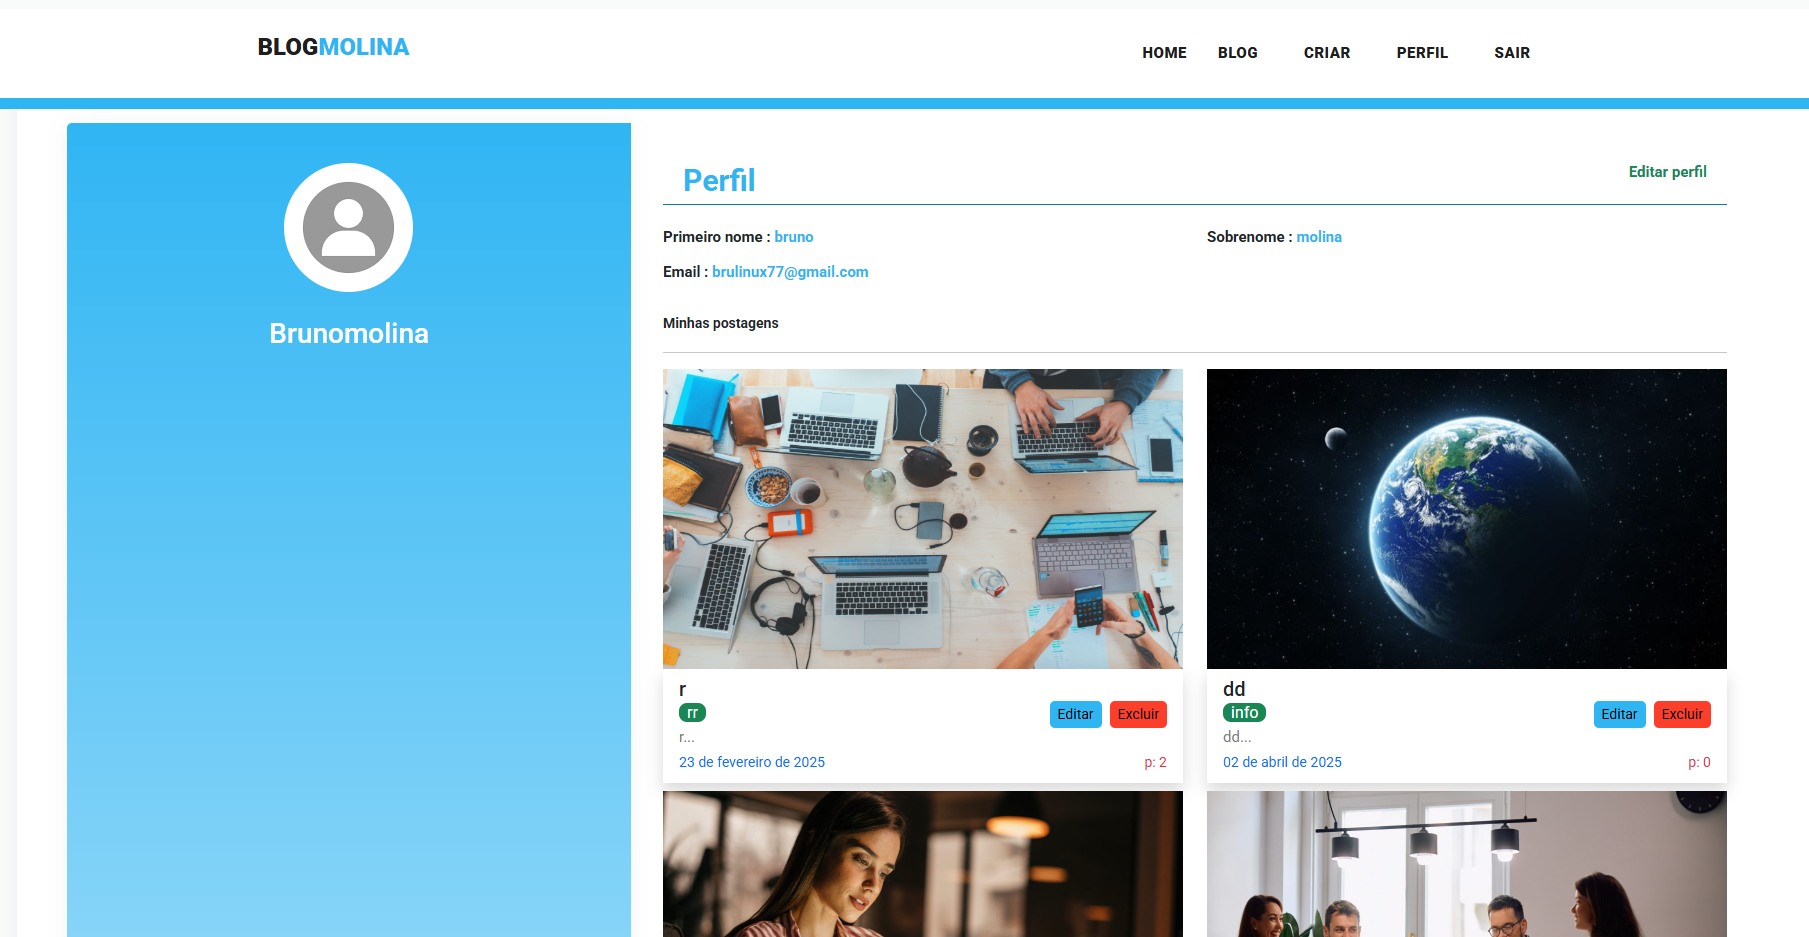 BLOGMOLINA
HOME BLOG CRIAR PERFIL SAIR
Brunomolina
Perfil
Editar perfil
Primeiro nome : bruno
Sobrenome : molina
Email : brulinux77@gmail.com
Minhas postagens
r
rr
Editar Excluir
r...
23 de fevereiro de 2025
p: 2
dd
info
Editar Excluir
dd...
02 de abril de 2025
p: 0